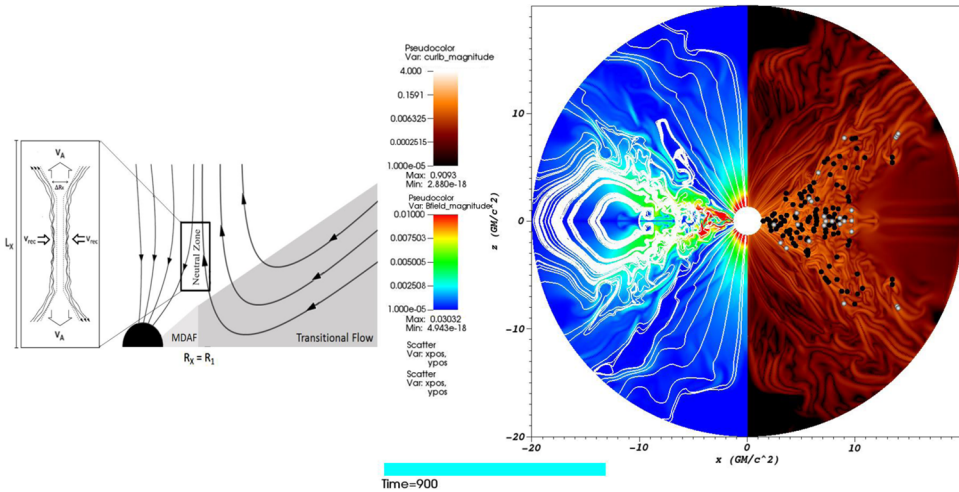 V_A
ΔR_X
L_X
V_rec
V_rec
V_A
Neutral Zone
MDAF
Transitional Flow
R_X = R_1
Pseudocolor
Var: curlb_magnitude
4.000
0.1591
0.006325
0.0002515
1.000e-05
Max: 0.9093
Min: 2.880e-18
Pseudocolor
Var: Bfield_magnitude
0.01000
0.007503
0.005005
0.002508
1.000e-05
Max: 0.03032
Min: 4.943e-18
Scatter
Var: xpos,
ypos
Scatter
Var: xpos,
ypos
z (GM/c^2)
10
0
-10
-20
-20
-10
0
10
x (GM/c^2)
Time=900